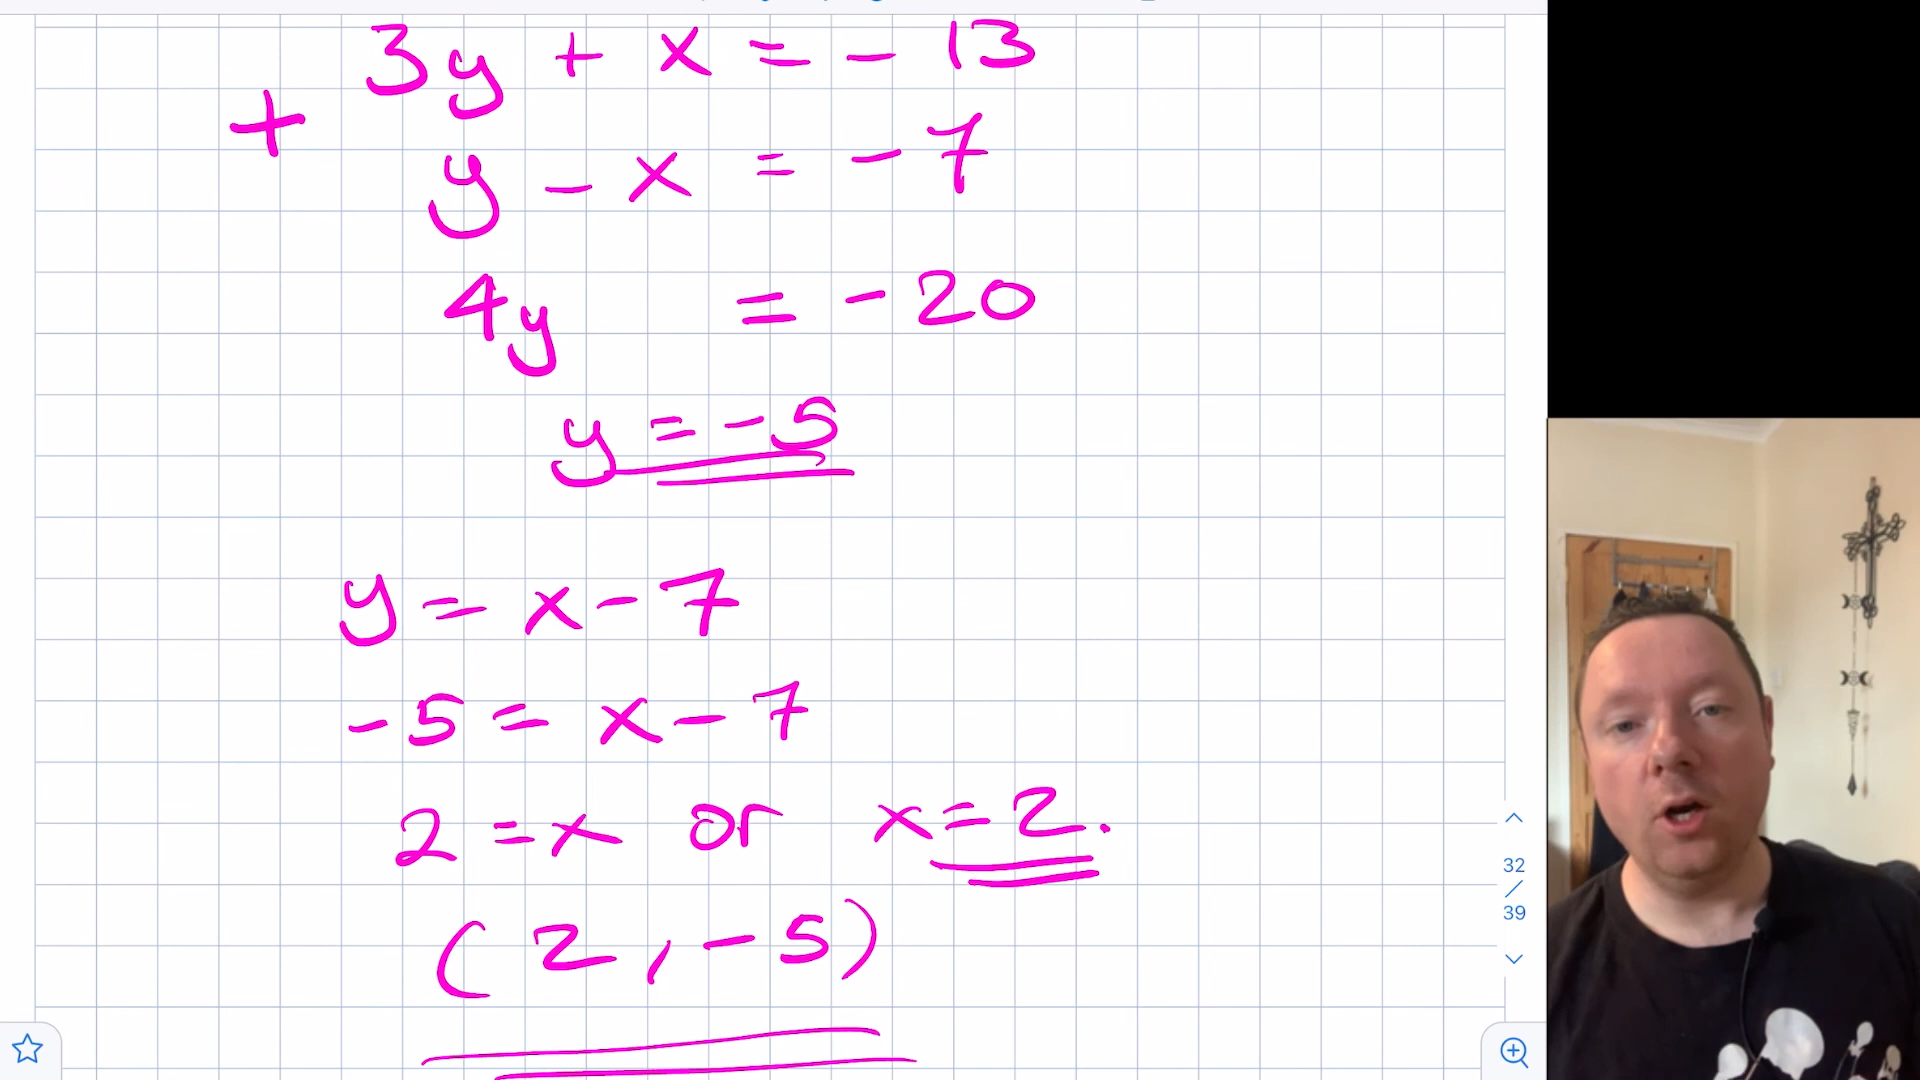 3y + x = - 13
+
y - x = - 7
4y = - 20
y = - 5
y = x - 7
- 5 = x - 7
2 = x or x = 2.
( 2 , - 5 )
32
/
39